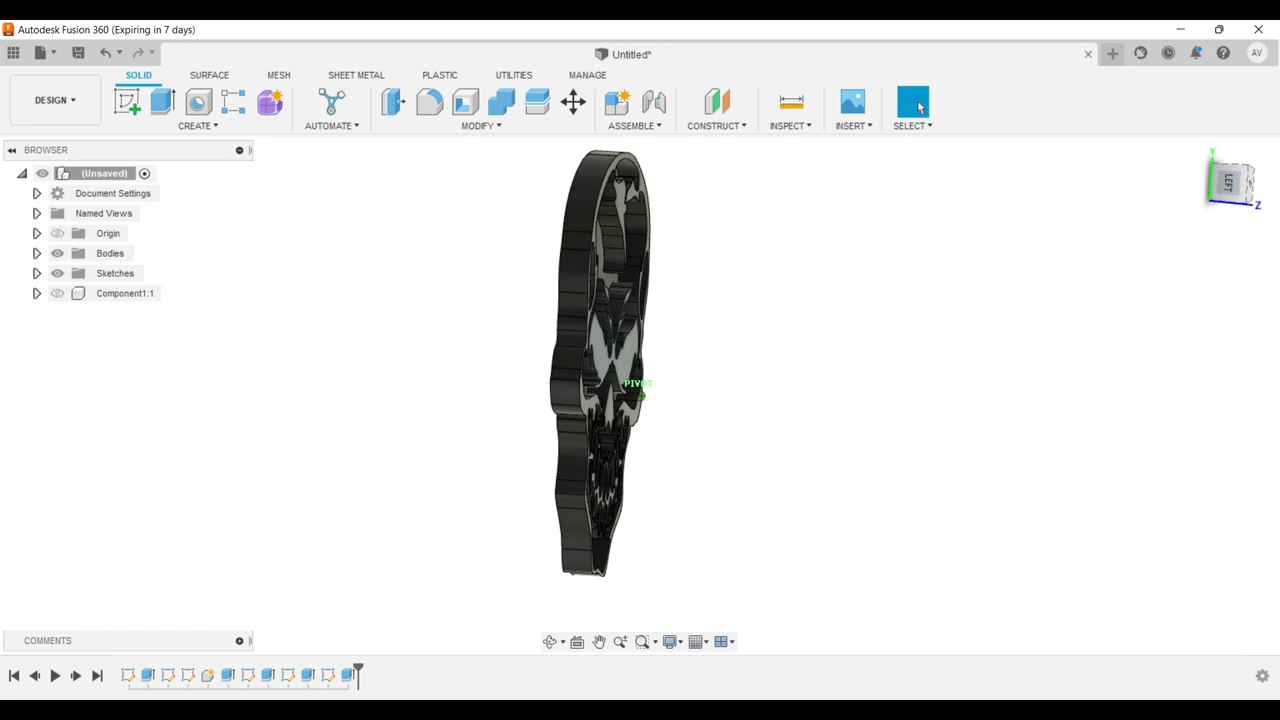 Autodesk Fusion 360 (Expiring in 7 days)
Untitled*
AV
SOLID SURFACE MESH SHEET METAL PLASTIC UTILITIES MANAGE
DESIGN
CREATE AUTOMATE MODIFY ASSEMBLE CONSTRUCT INSPECT INSERT SELECT
BROWSER
(Unsaved)
Document Settings
Named Views
Origin
Bodies
Sketches
Component1:1
Y
LEFT
Z
PIVOT
COMMENTS